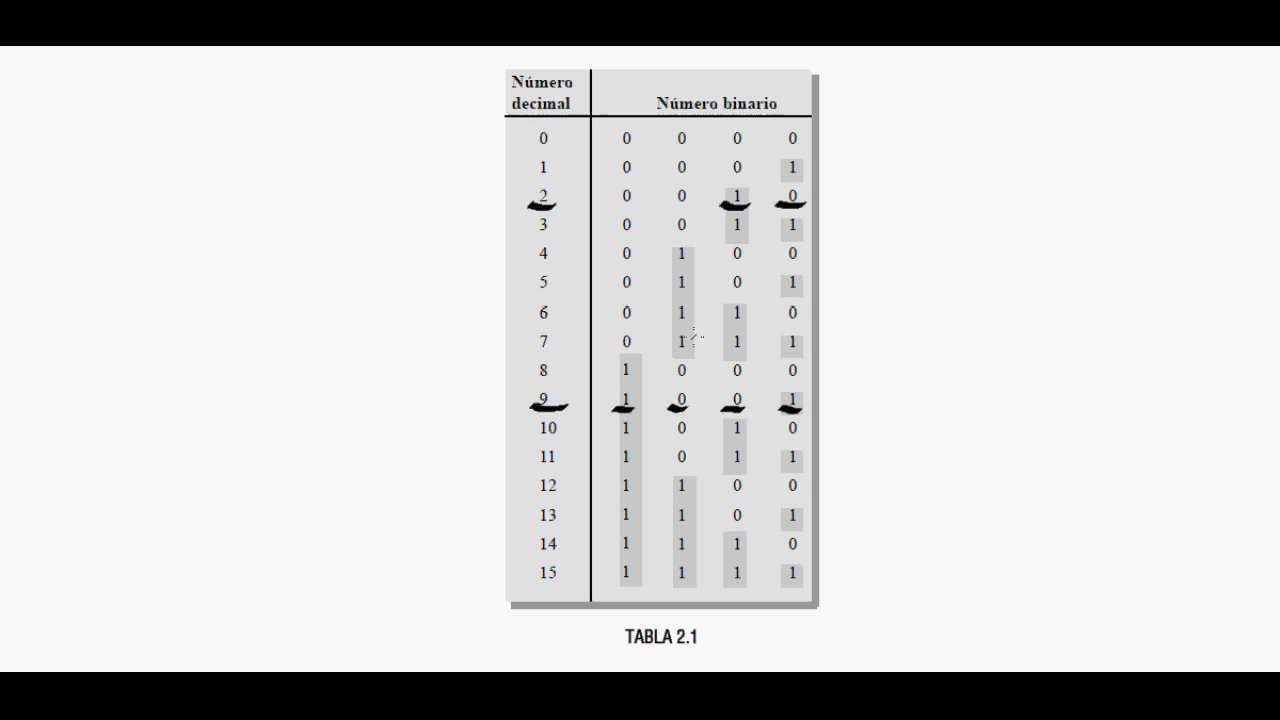 Número
decimal Número binario
0 0 0 0 0
1 0 0 0 1
2 0 0 1 0
3 0 0 1 1
4 0 1 0 0
5 0 1 0 1
6 0 1 1 0
7 0 1 1 1
8 1 0 0 0
9 1 0 0 1
10 1 0 1 0
11 1 0 1 1
12 1 1 0 0
13 1 1 0 1
14 1 1 1 0
15 1 1 1 1
TABLA 2.1